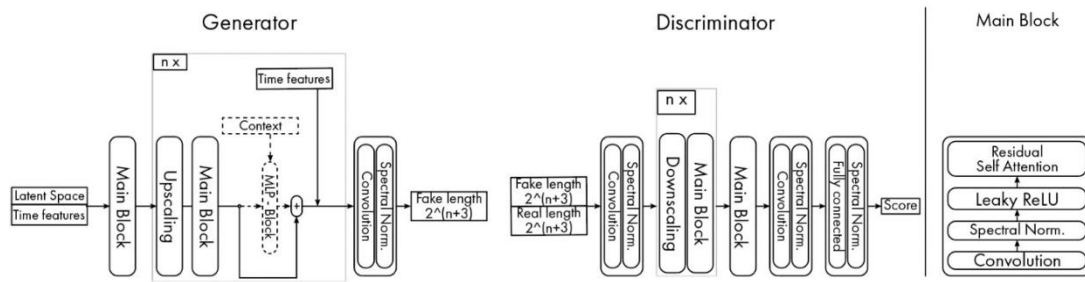 Generator
n x
Time features
Context
Latent Space
Time features
Main Block
Upscaling
Main Block
MLP Block
+
Convolution
Spectral Norm.
Fake length
2^(n+3)
Discriminator
n x
Fake length
2^(n+3)
Real length
2^(n+3)
Convolution
Spectral Norm.
Downscaling
Main Block
Main Block
Convolution
Spectral Norm.
Fully connected
Spectral Norm.
Score
Main Block
Residual
Self Attention
Leaky ReLU
Spectral Norm.
Convolution